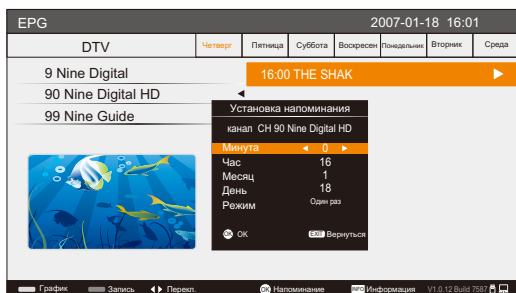 EPG 2007-01-18 16:01
DTV Четверг Пятница Суббота Воскресен Понедельник Вторник Среда
9 Nine Digital 16:00 THE SHAK
90 Nine Digital HD
99 Nine Guide
Установка напоминания
канал CH 90 Nine Digital HD
Минута 0
Час 16
Месяц 1
День 18
Режим Один раз
OK OK EXIT Вернуться
График Запись Перекл. OK Напоминание INFO Информация V1.0.12 Build 7587